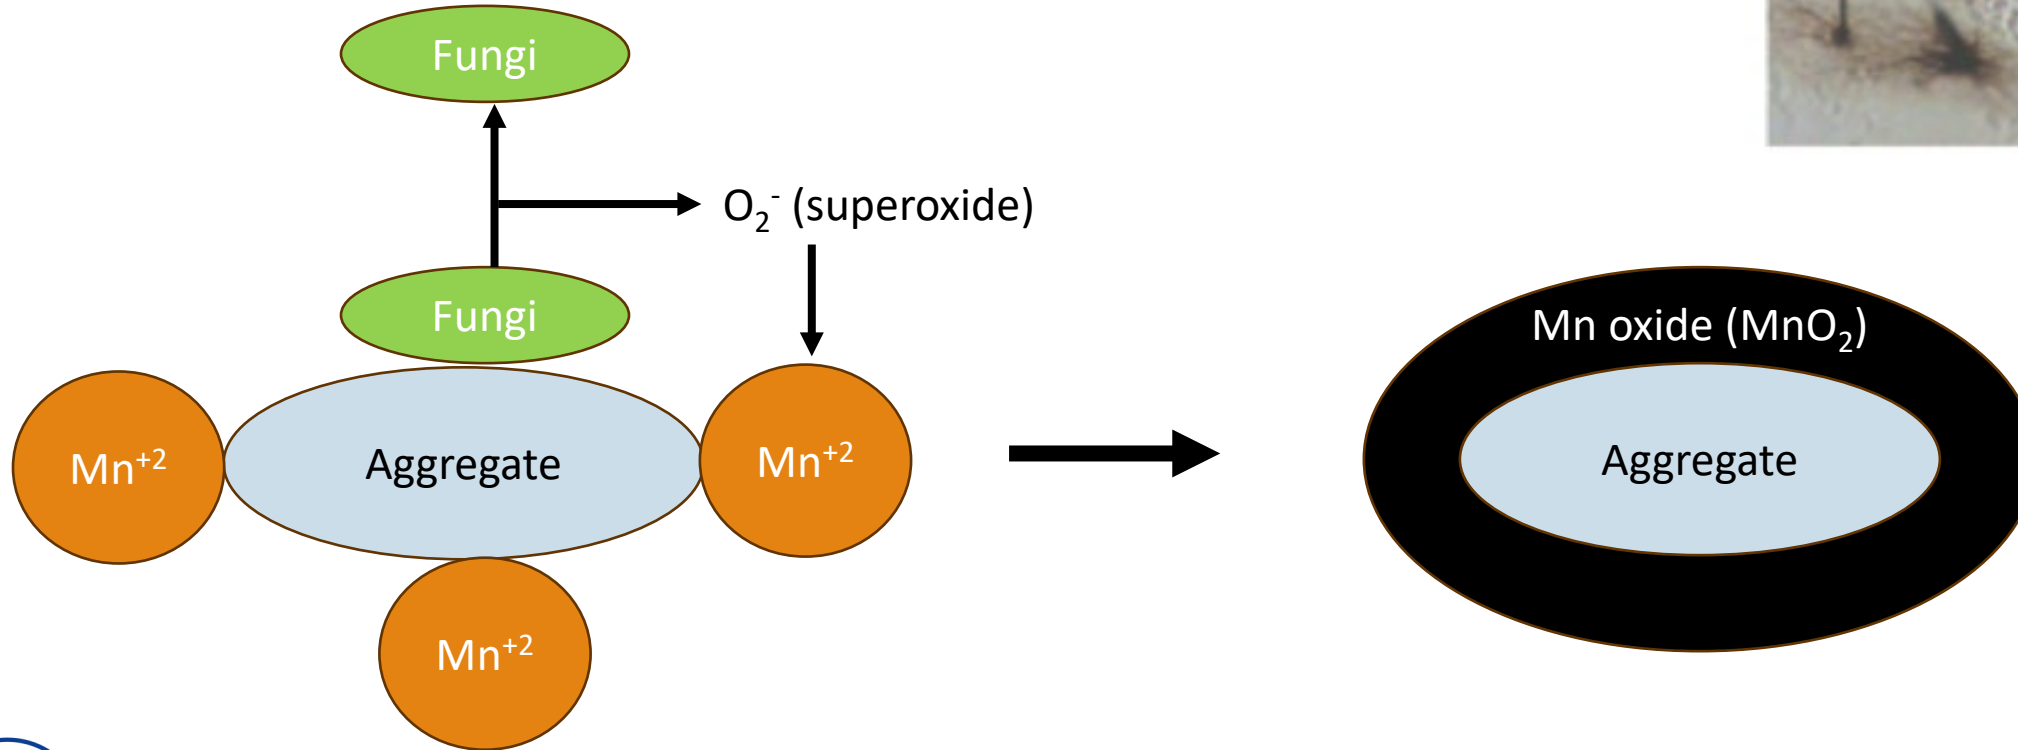 Fungi
O₂⁻ (superoxide)
Fungi
Mn oxide (MnO₂)
Mn⁺²
Aggregate
Mn⁺²
Aggregate
Mn⁺²